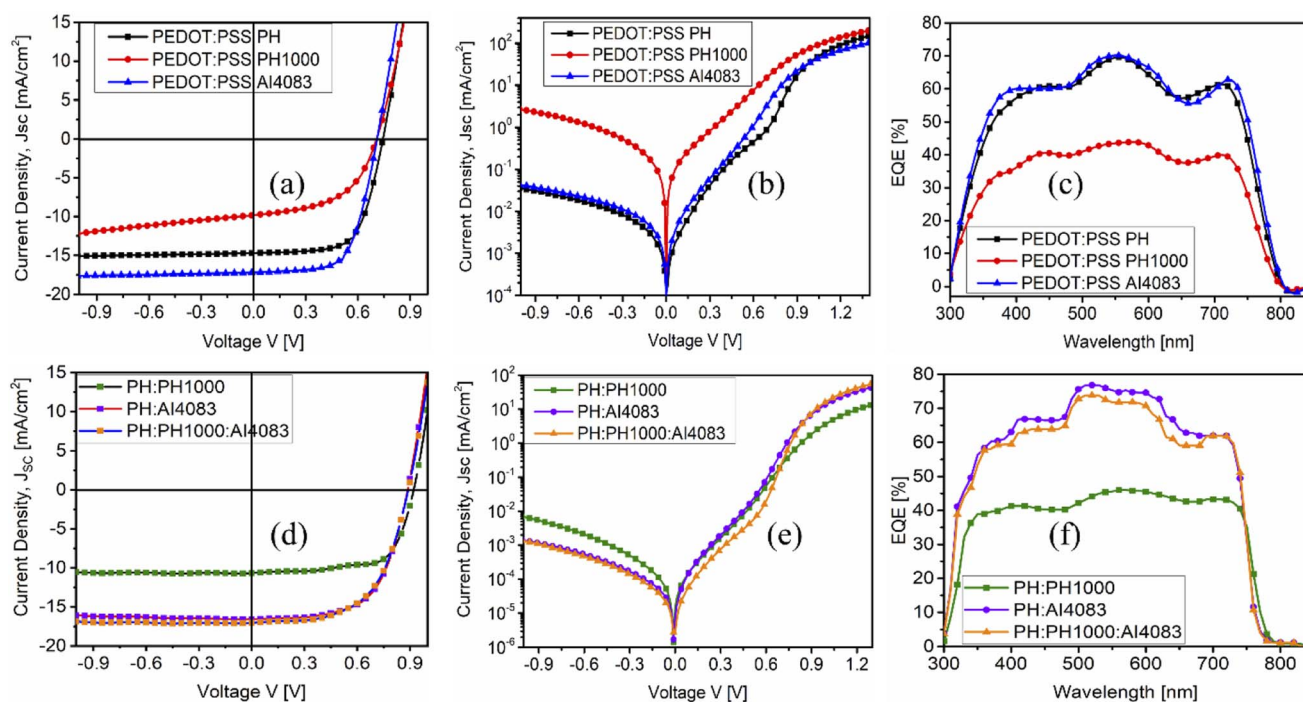 15
10
5
0
-5
-10
-15
-20
Current Density, Jsc [mA/cm²]
PEDOT:PSS PH
PEDOT:PSS PH1000
PEDOT:PSS AI4083
(a)
-0.9 -0.6 -0.3 0.0 0.3 0.6 0.9
Voltage V [V]
10²
10¹
10⁰
10⁻¹
10⁻²
10⁻³
10⁻⁴
Current Density, Jsc [mA/cm²]
PEDOT:PSS PH
PEDOT:PSS PH1000
PEDOT:PSS AI4083
(b)
-0.9 -0.6 -0.3 0.0 0.3 0.6 0.9 1.2
Voltage V [V]
80
70
60
50
40
30
20
10
0
EQE [%]
(c)
PEDOT:PSS PH
PEDOT:PSS PH1000
PEDOT:PSS AI4083
300 400 500 600 700 800
Wavelength [nm]
15
10
5
0
-5
-10
-15
-20
Current Density, J_SC [mA/cm²]
PH:PH1000
PH:AI4083
PH:PH1000:AI4083
(d)
-0.9 -0.6 -0.3 0.0 0.3 0.6 0.9
Voltage V [V]
10³
10²
10¹
10⁰
10⁻¹
10⁻²
10⁻³
10⁻⁴
10⁻⁵
10⁻⁶
Current Density, Jsc [mA/cm²]
PH:PH1000
PH:AI4083
PH:PH1000:AI4083
(e)
-0.9 -0.6 -0.3 0.0 0.3 0.6 0.9 1.2
Voltage V [V]
80
70
60
50
40
30
20
10
0
EQE [%]
(f)
PH:PH1000
PH:AI4083
PH:PH1000:AI4083
300 400 500 600 700 800
Wavelength [nm]